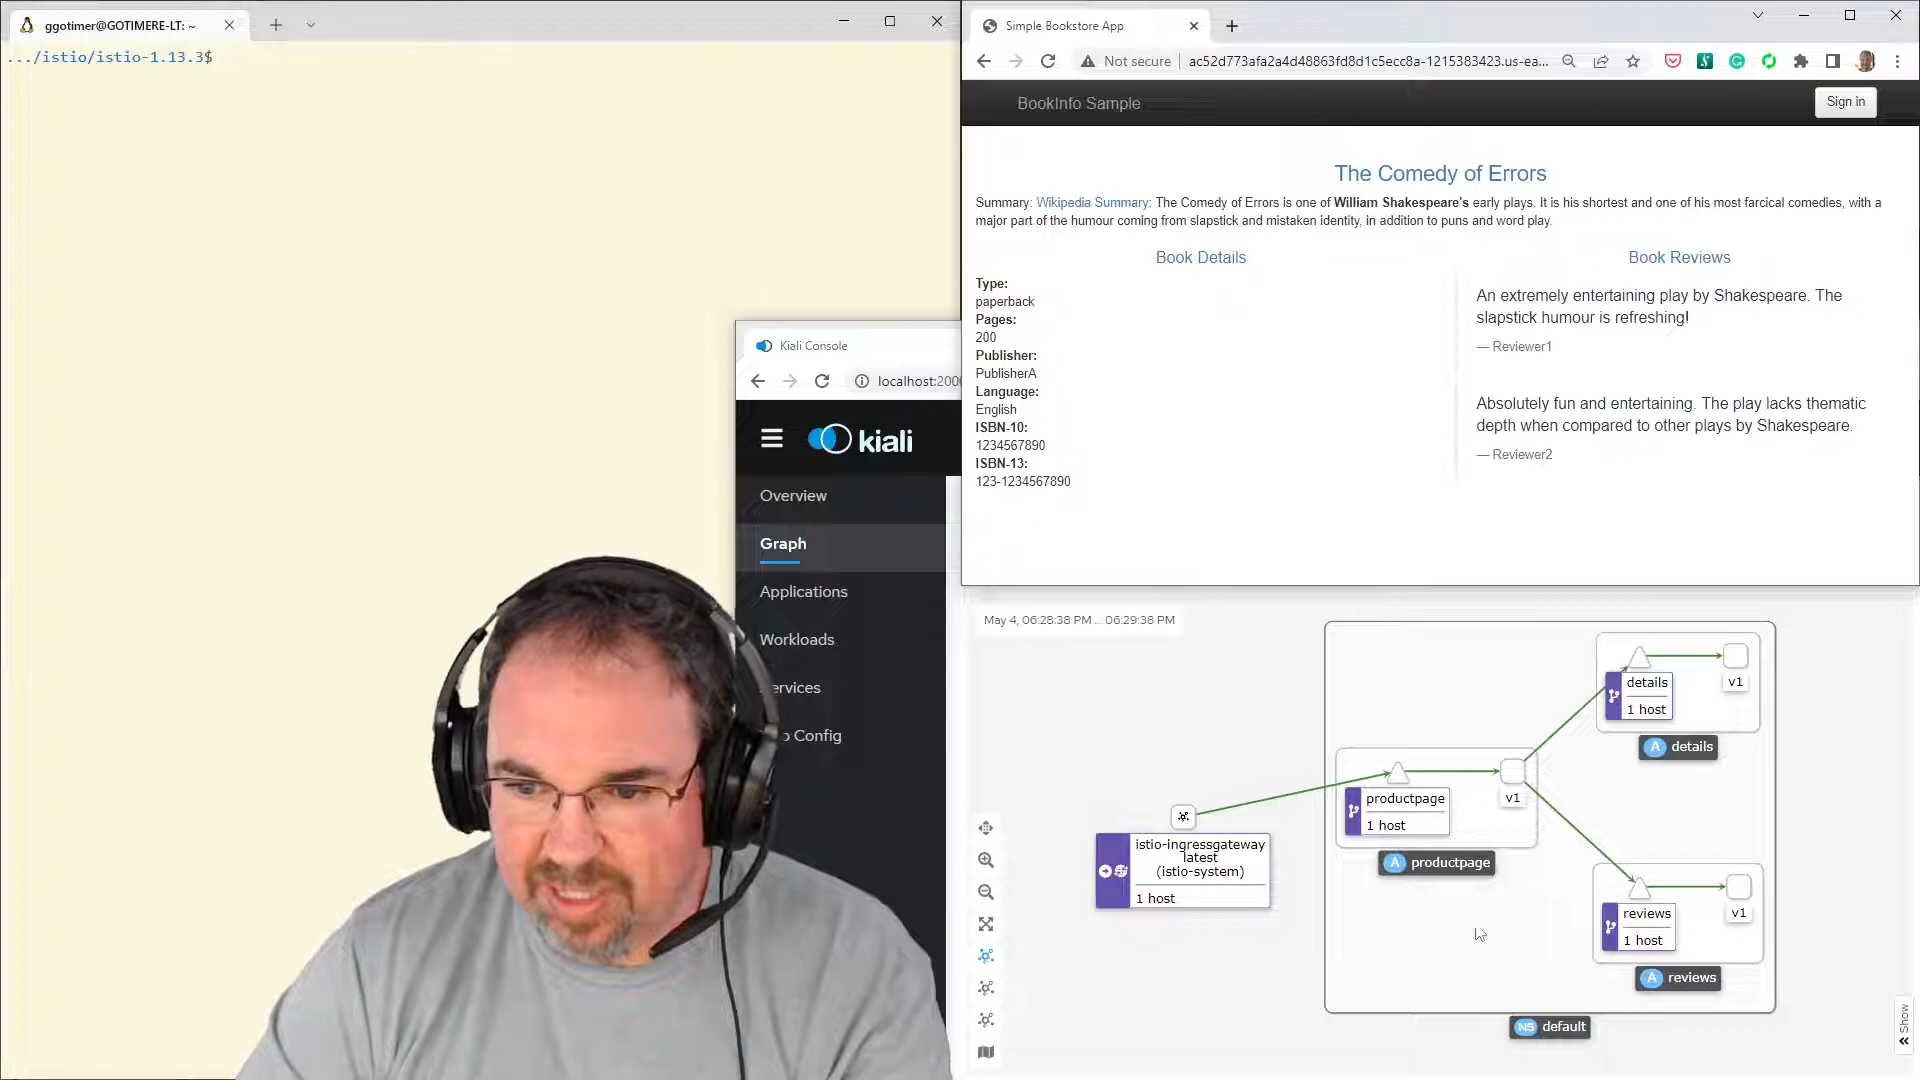 ggotimer@GOTIMERE-LT: ~
.../istio/istio-1.13.3$
Simple Bookstore App
Not secure
ac52d773afa2a4d48863fd8d1c5ecc8a-1215383423.us-ea...
BookInfo Sample
Sign in
The Comedy of Errors
Summary: Wikipedia Summary: The Comedy of Errors is one of William Shakespeare's early plays. It is his shortest and one of his most farcical comedies, with a
major part of the humour coming from slapstick and mistaken identity, in addition to puns and word play.
Book Details
Type:
paperback
Pages:
200
Publisher:
PublisherA
Language:
English
ISBN-10:
1234567890
ISBN-13:
123-1234567890
Book Reviews
An extremely entertaining play by Shakespeare. The
slapstick humour is refreshing!
— Reviewer1
Absolutely fun and entertaining. The play lacks thematic
depth when compared to other plays by Shakespeare.
— Reviewer2
Kiali Console
localhost:200
kiali
Overview
Graph
Applications
Workloads
ervices
o Config
May 4, 06:28:38 PM ... 06:29:38 PM
details
1 host
v1
A details
productpage
1 host
v1
A productpage
istio-ingressgateway
latest
(istio-system)
1 host
reviews
1 host
v1
A reviews
NS default
Show